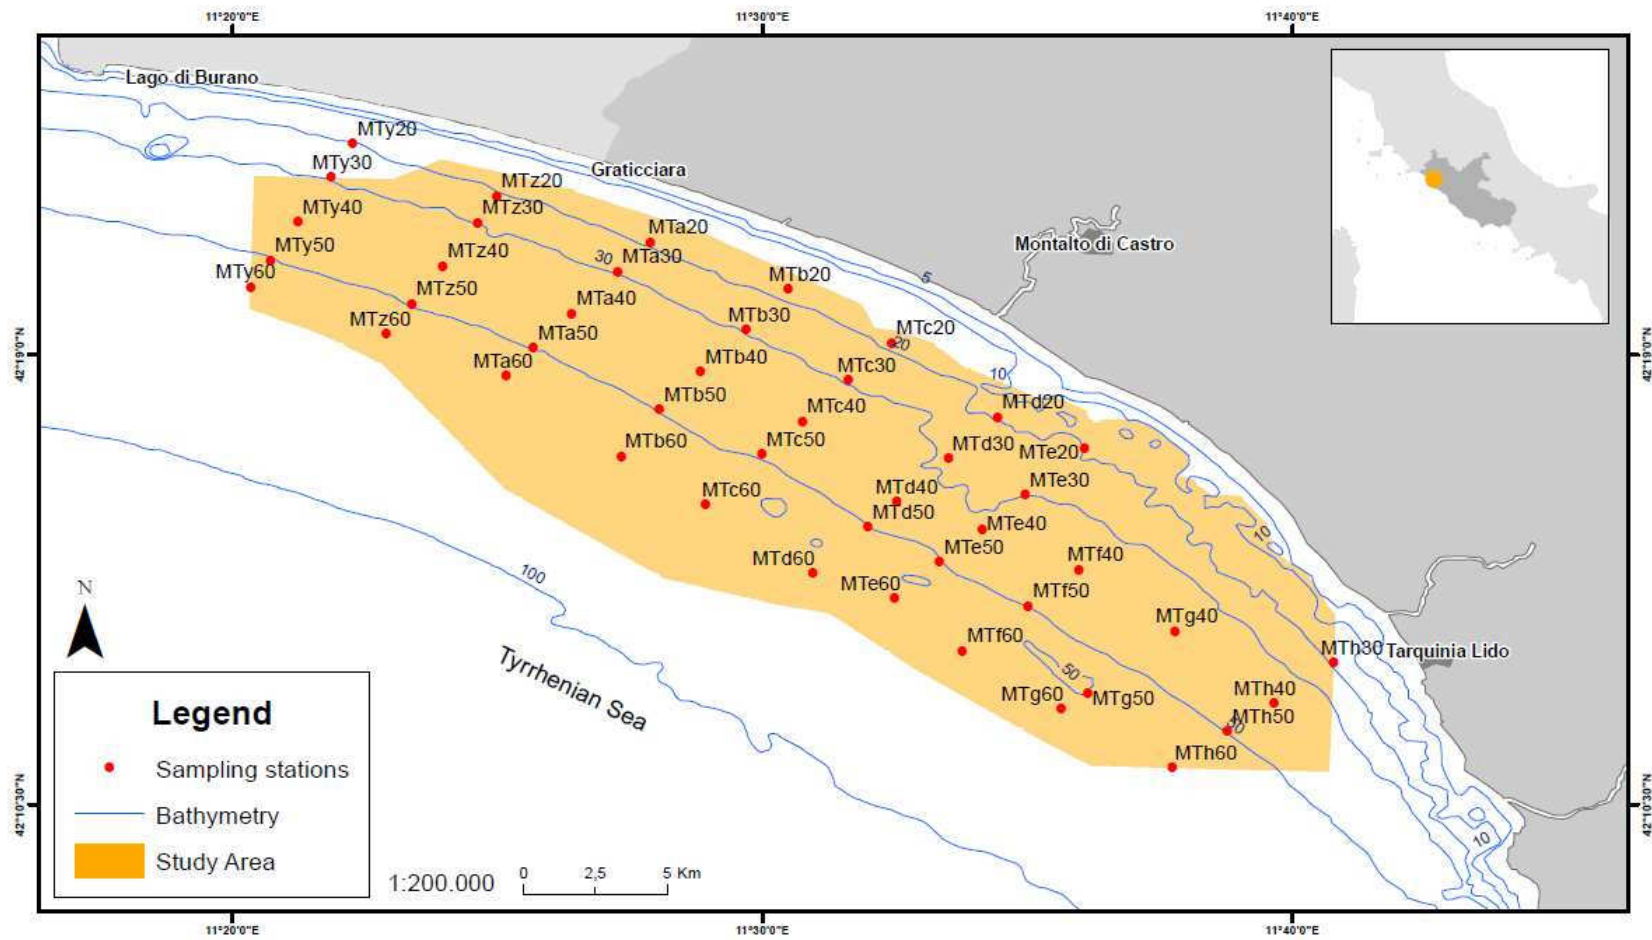 11°20'0"E 11°30'0"E 11°40'0"E
Lago di Burano
MTy20
MTy30
Graticciara
MTz20
MTy40 MTz30
MTa20
Montalto di Castro
MTy50 MTz40 30 MTa30
MTy60 MTb20 5
MTz50 MTa40
MTz60 MTb30
MTa50 MTc20
20
42°19'0"N 42°19'0"N
MTa60 MTb40 MTc30
10
MTb50 MTc40 MTd20
MTb60 MTc50 MTd30 MTe20
MTc60 MTd40 MTe30
MTd50 MTe40
10
MTd60 MTe50 MTf40
100
MTe60 MTf50
N
MTg40
MTf60 MTh30 Tarquinia Lido
50
Tyrrhenian Sea
MTg60 MTg50 MTh40
MTh50
50
MTh60
Legend
Sampling stations
Bathymetry
Study Area
42°10'30"N 42°10'30"N
10
1:200.000 0 2,5 5 Km
11°20'0"E 11°30'0"E 11°40'0"E